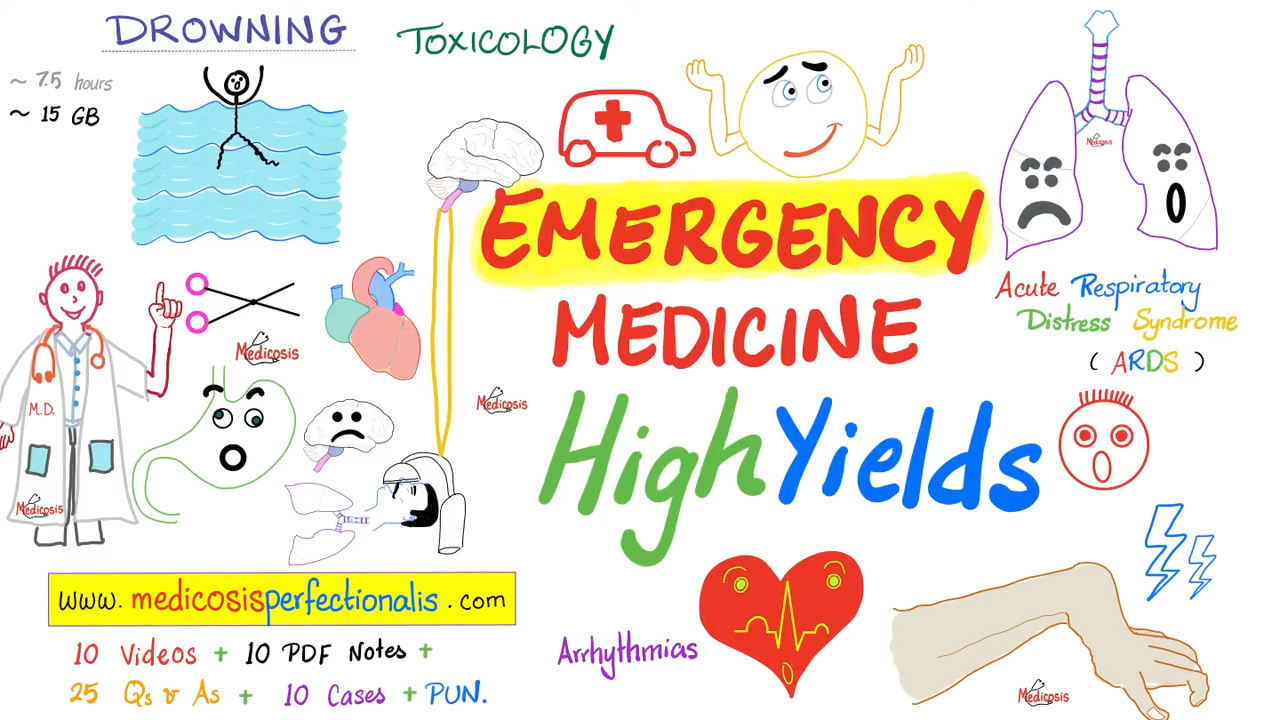 DROWNING
TOXICOLOGY
~ 7.5 hours
~ 15 GB
EMERGENCY
MEDICINE
High Yields
Medicosis
Acute Respiratory
Distress Syndrome
( ARDS )
Medicosis
Medicosis
M.D.
Medicosis
www.medicosisperfectionalis.com
10 Videos + 10 PDF Notes +
25 Qs & As + 10 Cases + PUN.
Arrhythmias
Medicosis